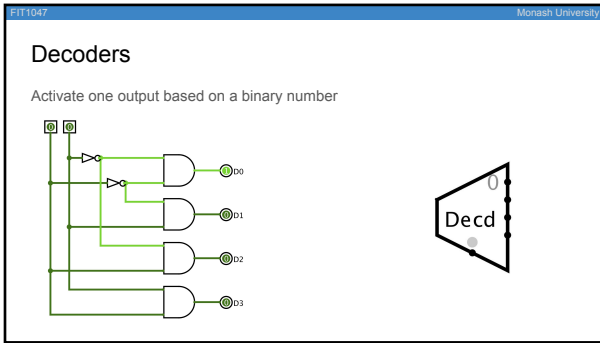 FIT1047
Monash University
Decoders
Activate one output based on a binary number
0 0
1 D0
0 D1
0 D2
0 D3
0
Decd